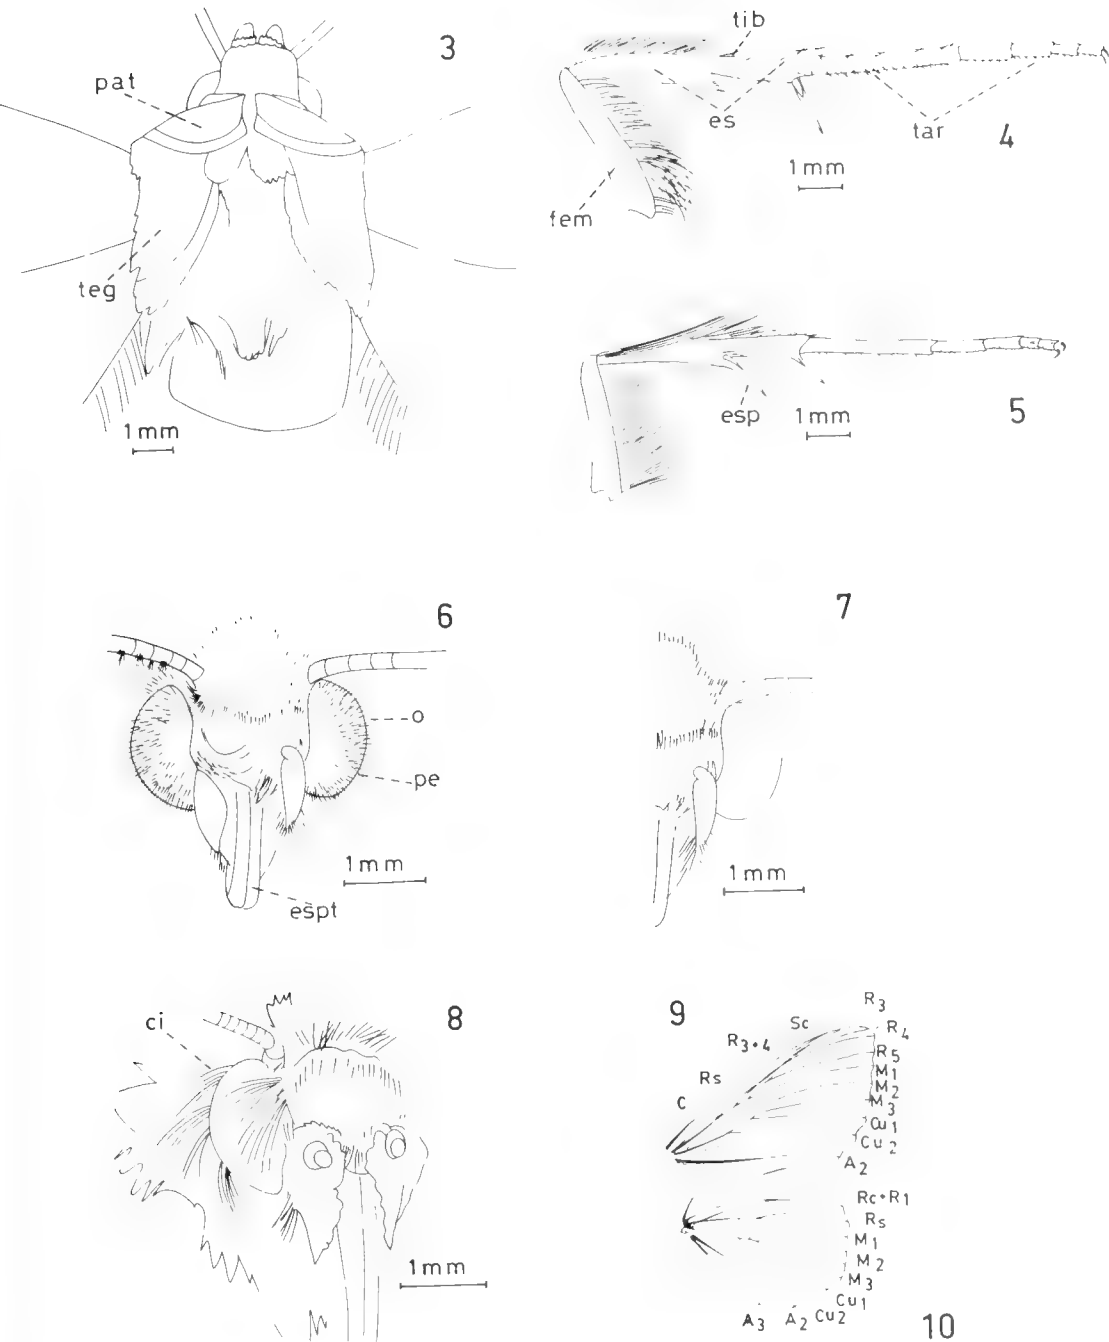 3
pat
teg
1mm
tib
es
tar
4
fem
1mm
esp
1mm
5
6
o
pe
1mm
espt
7
1mm
ci
8
1mm
9
R3
Sc
R4
R3+4
R5
Rs
M1
M2
C
M3
Cu1
Cu2
A2
Rc+R1
Rs
M1
M2
M3
Cu1
Cu2
A2
A3
10